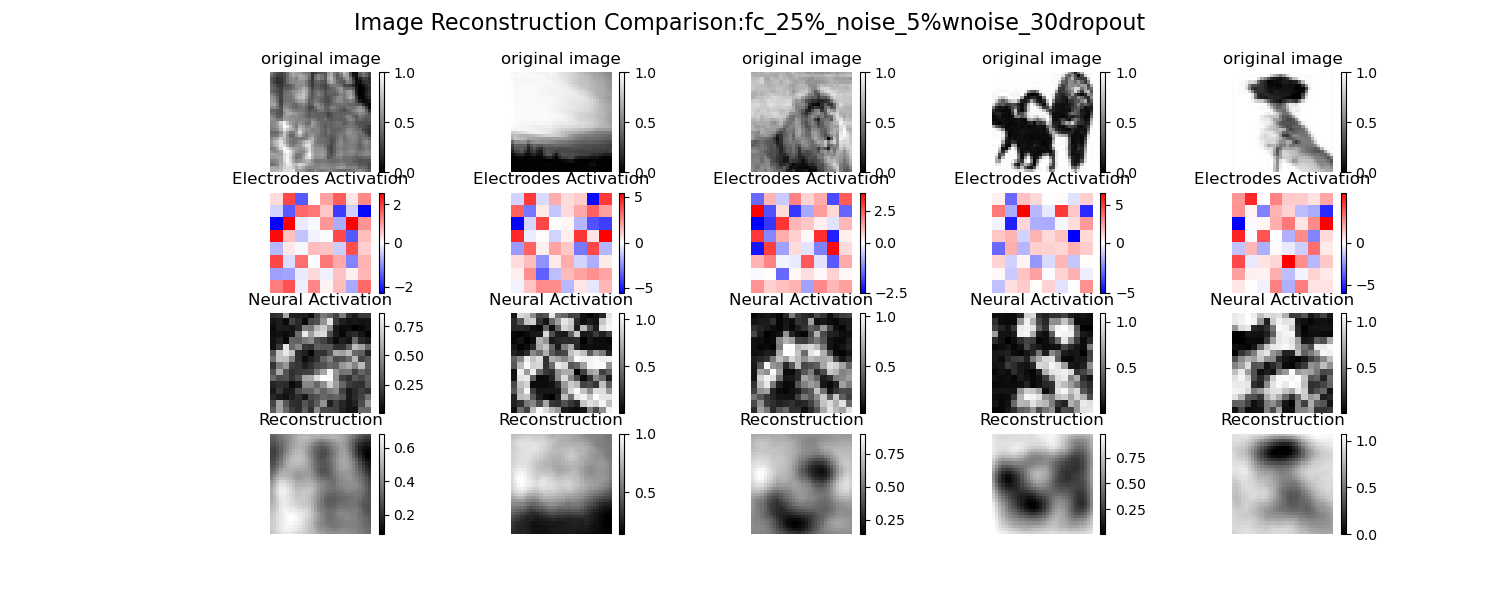 Image Reconstruction Comparison:fc_25%_noise_5%wnoise_30dropout
original image original image original image original image original image
1.0 1.0 1.0 1.0 1.0
0.5 0.5 0.5 0.5 0.5
0.0 0.0 0.0 0.0 0.0
Electrodes Activation Electrodes Activation Electrodes Activation Electrodes Activation Electrodes Activation
2 5 2.5 5
0 0 0.0 0 0
−2 −5 −2.5 −5 −5
Neural Activation Neural Activation Neural Activation Neural Activation Neural Activation
0.75 1.0 1.0 1.0 1.0
0.50 0.5 0.5 0.5 0.5
0.25
Reconstruction Reconstruction Reconstruction Reconstruction Reconstruction
0.6 1.0 0.75 0.75 1.0
0.4 0.5 0.50 0.50 0.5
0.2 0.25 0.25 0.0